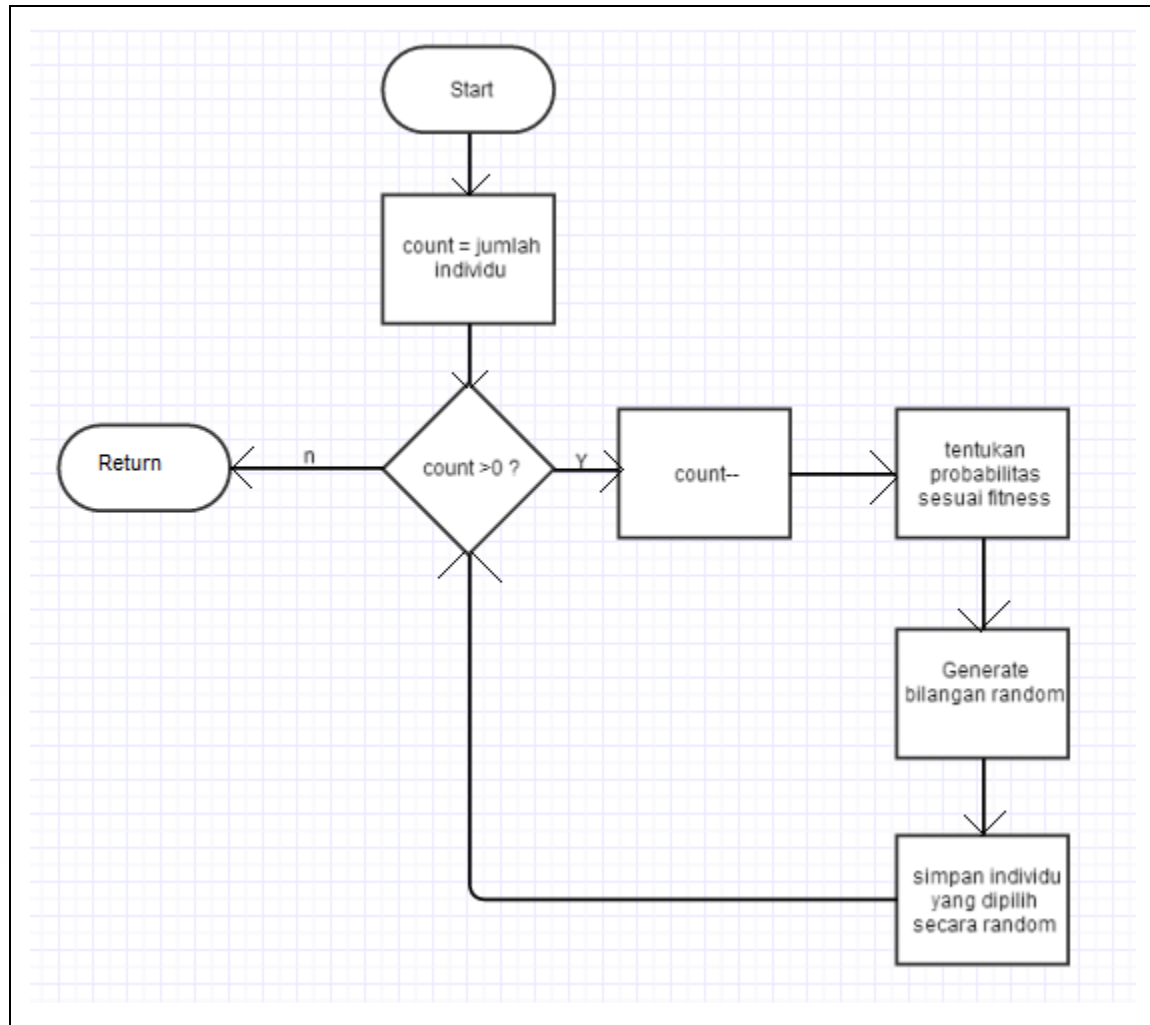 Start
count = jumlah
individu
count >0 ?
n
Return
Y
count--
tentukan
probabilitas
sesuai fitness
Generate
bilangan random
simpan individu
yang dipilih
secara random